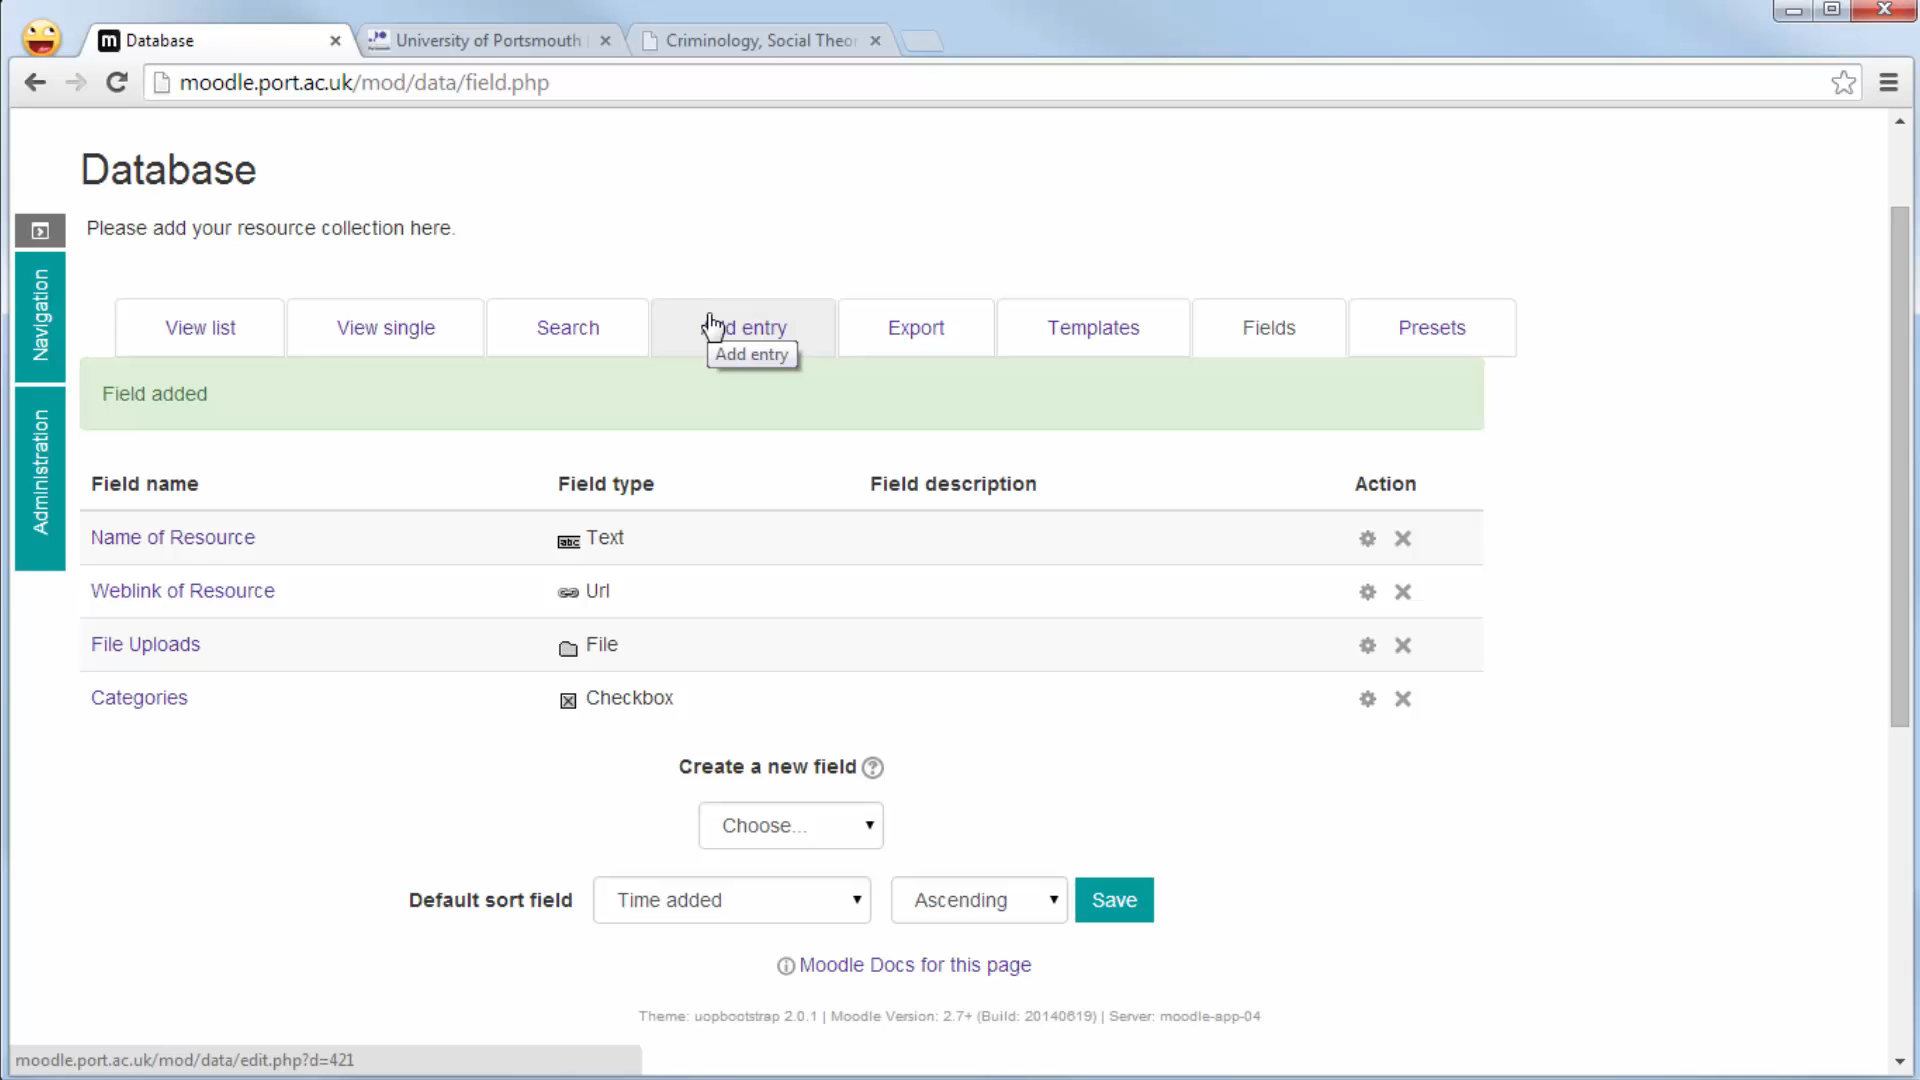 Database
University of Portsmouth
Criminology, Social Theor
moodle.port.ac.uk/mod/data/field.php
Database
Please add your resource collection here.
Navigation
Administration
View list
View single
Search
d entry
Export
Templates
Fields
Presets
Add entry
Field added
Field name
Field type
Field description
Action
Name of Resource
abc
Text
Weblink of Resource
Url
File Uploads
File
Categories
Checkbox
Create a new field
Choose...
Default sort field
Time added
Ascending
Save
Moodle Docs for this page
Theme: uopbootstrap 2.0.1 | Moodle Version: 2.7+ (Build: 20140619) | Server: moodle-app-04
moodle.port.ac.uk/mod/data/edit.php?d=421